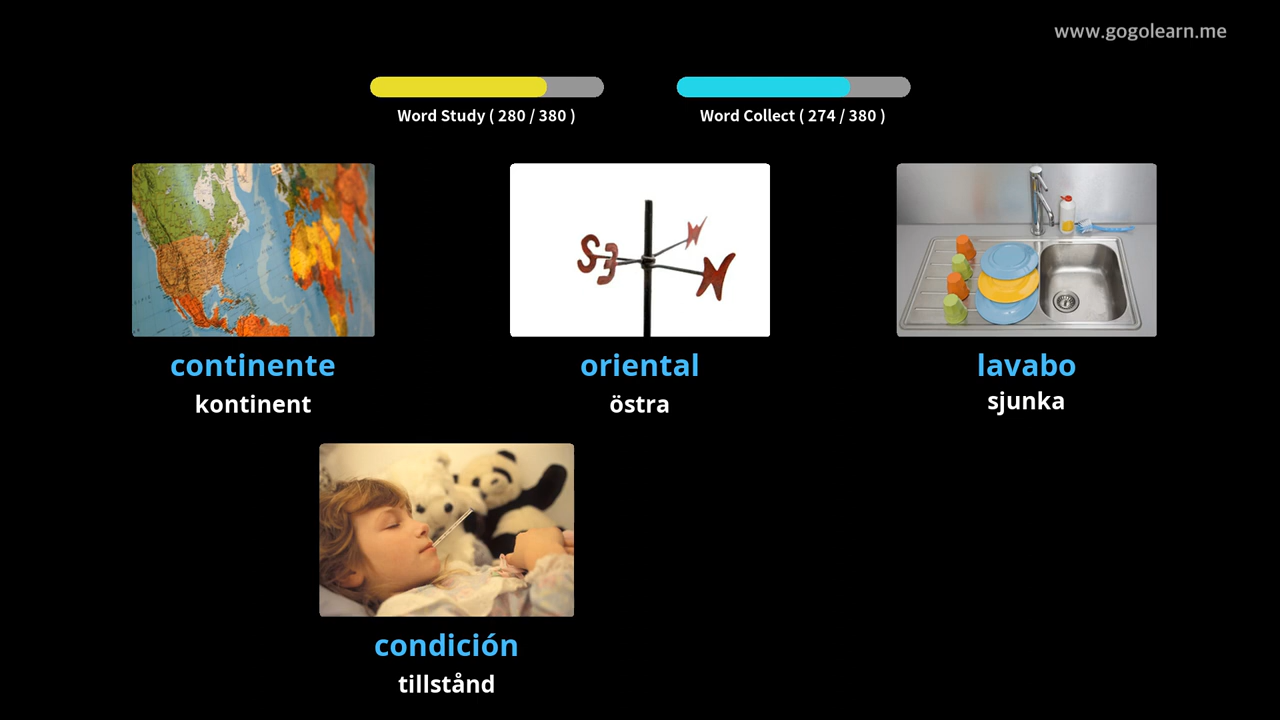 www.gogolearn.me
Word Study ( 280 / 380 )
Word Collect ( 274 / 380 )
continente
kontinent
oriental
östra
lavabo
sjunka
condición
tillstånd